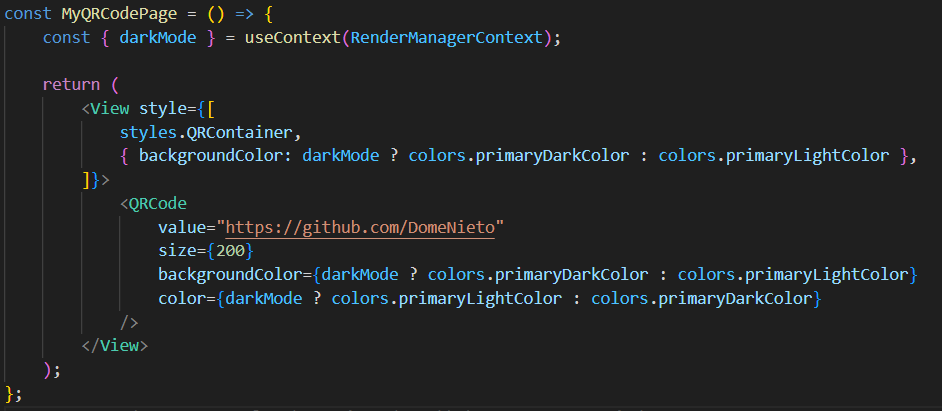 const MyQRCodePage = () => {
    const { darkMode } = useContext(RenderManagerContext);

    return (
        <View style={[
            styles.QRContainer,
            { backgroundColor: darkMode ? colors.primaryDarkColor : colors.primaryLightColor },
        ]}>
            <QRCode
                value="https://github.com/DomeNieto"
                size={200}
                backgroundColor={darkMode ? colors.primaryDarkColor : colors.primaryLightColor}
                color={darkMode ? colors.primaryLightColor : colors.primaryDarkColor}
            />
        </View>
    );
};